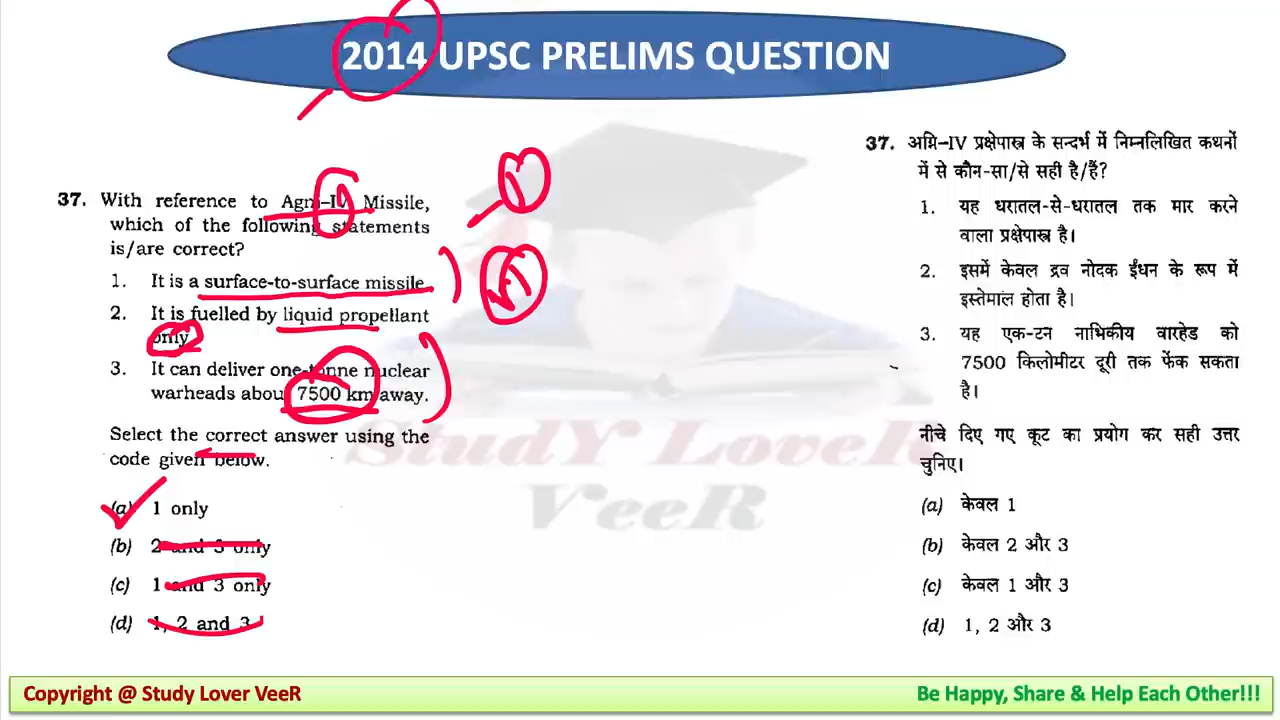 2014 UPSC PRELIMS QUESTION
37. With reference to Agni-IV Missile,
which of the following statements
is/are correct?
1. It is a surface-to-surface missile.
2. It is fuelled by liquid propellant
only.
3. It can deliver one-tonne nuclear
warheads about 7500 km away.
Select the correct answer using the
code given below.
(a) 1 only
(b) 2 and 3 only
(c) 1 and 3 only
(d) 1, 2 and 3
37. अग्नि-IV प्रक्षेपास्त्र के सन्दर्भ में निम्नलिखित कथनों
में से कौन-सा/से सही है/हैं?
1. यह धरातल-से-धरातल तक मार करने
वाला प्रक्षेपास्त्र है।
2. इसमें केवल द्रव नोदक ईंधन के रूप में
इस्तेमाल होता है।
3. यह एक-टन नाभिकीय वारहेड को
7500 किलोमीटर दूरी तक फेंक सकता
है।
नीचे दिए गए कूट का प्रयोग कर सही उत्तर
चुनिए।
(a) केवल 1
(b) केवल 2 और 3
(c) केवल 1 और 3
(d) 1, 2 और 3
StudY LoveR
VeeR
Copyright @ Study Lover VeeR
Be Happy, Share & Help Each Other!!!